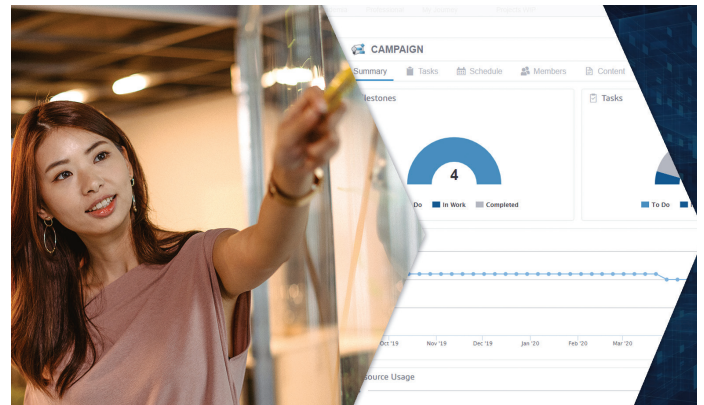 CAMPAIGN
Summary Tasks Schedule Members Content
lestones Tasks
4
Do In Work Completed To Do
Oct '19 Nov '19 Dec '19 Jan '20 Feb '20 Mar '20
source Usage